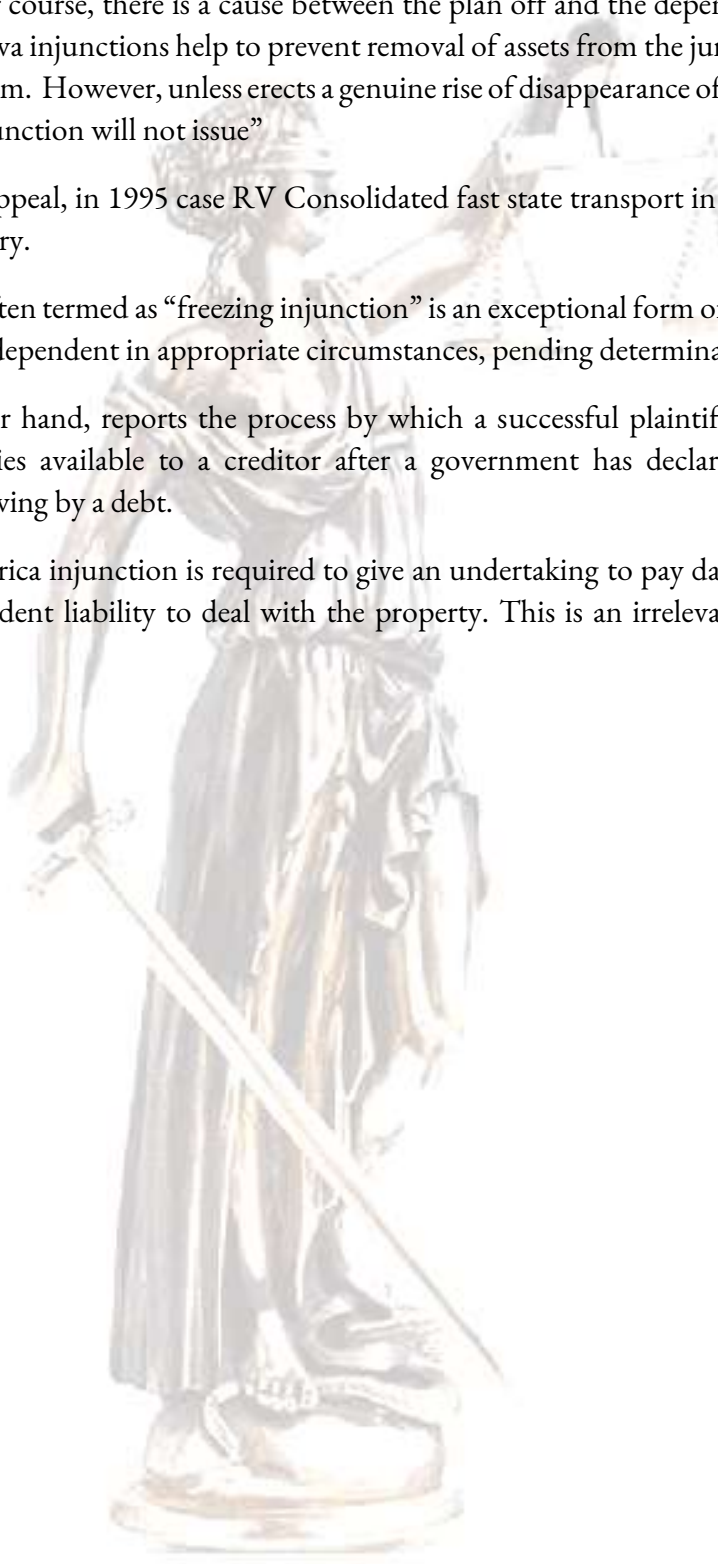 course, there is a cause between the plan off and the depen
va injunctions help to prevent removal of assets from the jur
m. However, unless erects a genuine rise of disappearance of
unction will not issue”
ppeal, in 1995 case RV Consolidated fast state transport in
ry.
ten termed as “freezing injunction” is an exceptional form o
dependent in appropriate circumstances, pending determina
r hand, reports the process by which a successful plaintif
ies available to a creditor after a government has declar
ving by a debt.
rica injunction is required to give an undertaking to pay da
dent liability to deal with the property. This is an irreleva